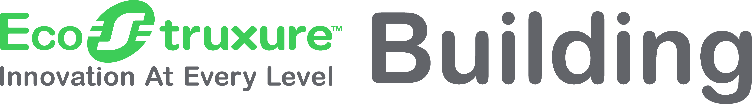 EcoStruxure™ Building
Innovation At Every Level